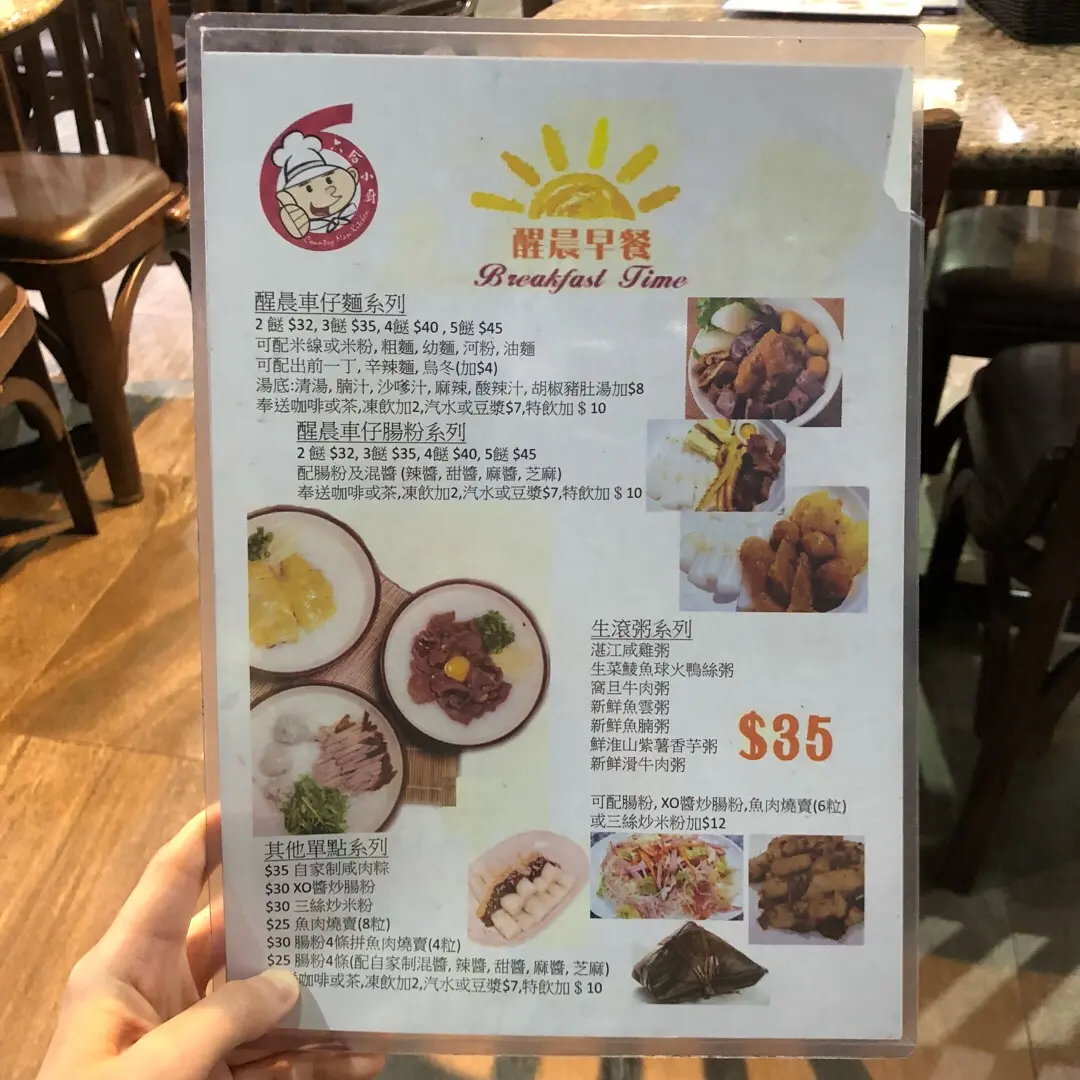 六合小廚
Country Man Kitchen
醒晨早餐
Breakfast Time
醒晨車仔麵系列
2 餸 $32, 3餸 $35, 4餸 $40 , 5餸 $45
可配米線或米粉, 粗麵, 幼麵, 河粉, 油麵
可配出前一丁, 辛辣麵, 烏冬(加$4)
湯底:清湯, 腩汁, 沙嗲汁, 麻辣, 酸辣汁, 胡椒豬肚湯加$8
奉送咖啡或茶,凍飲加2,汽水或豆漿$7,特飲加 $ 10
醒晨車仔腸粉系列
2 餸 $32, 3餸 $35, 4餸 $40, 5餸 $45
配腸粉及混醬 (辣醬, 甜醬, 麻醬, 芝麻)
奉送咖啡或茶,凍飲加2,汽水或豆漿$7,特飲加 $ 10
生滾粥系列
湛江咸雞粥
生菜鯪魚球火鴨絲粥
窩旦牛肉粥
新鮮魚雲粥
新鮮魚腩粥
鮮淮山紫薯香芋粥
新鮮滑牛肉粥
$35
可配腸粉, XO醬炒腸粉,魚肉燒賣(6粒)
或三絲炒米粉加$12
其他單點系列
$35 自家制咸肉粽
$30 XO醬炒腸粉
$30 三絲炒米粉
$25 魚肉燒賣(8粒)
$30 腸粉4條拼魚肉燒賣(4粒)
$25 腸粉4條(配自家制混醬, 辣醬, 甜醬, 麻醬, 芝麻)
咖啡或茶,凍飲加2,汽水或豆漿$7,特飲加 $ 10